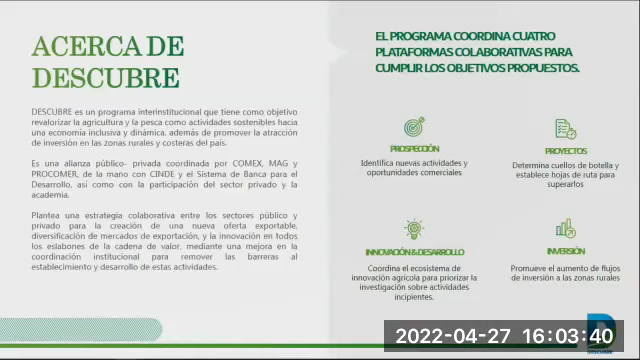 ACERCA DE
DESCUBRE
DESCUBRE es un programa interinstitucional que tiene como objetivo
revalorizar la agricultura y la pesca como actividades sostenibles hacia
una economía inclusiva y dinámica, además de promover la atracción
de inversión en las zonas rurales y costeras del país.
Es una alianza público- privada coordinada por COMEX, MAG y
PROCOMER, de la mano con CINDE y el Sistema de Banca para el
Desarrollo, así como con la participación del sector privado y la
academia.
Plantea una estrategia colaborativa entre los sectores público y
privado para la creación de una nueva oferta exportable,
diversificación de mercados de exportación, y la innovación en todos
los eslabones de la cadena de valor, mediante una mejora en la
coordinación institucional para remover las barreras al
establecimiento y desarrollo de estas actividades.
EL PROGRAMA COORDINA CUATRO
PLATAFORMAS COLABORATIVAS PARA
CUMPLIR LOS OBJETIVOS PROPUESTOS.
PROSPECCIÓN
Identifica nuevas actividades y
oportunidades comerciales
PROYECTOS
Determina cuellos de botella y
establece hojas de ruta para
superarlos
INNOVACIÓN & DESARROLLO
Coordina el ecosistema de
innovación agrícola para priorizar la
investigación sobre actividades
incipientes.
INVERSIÓN
Promueve el aumento de flujos
de inversión a las zonas rurales
2022-04-27 16:03:40
DESCUBRE